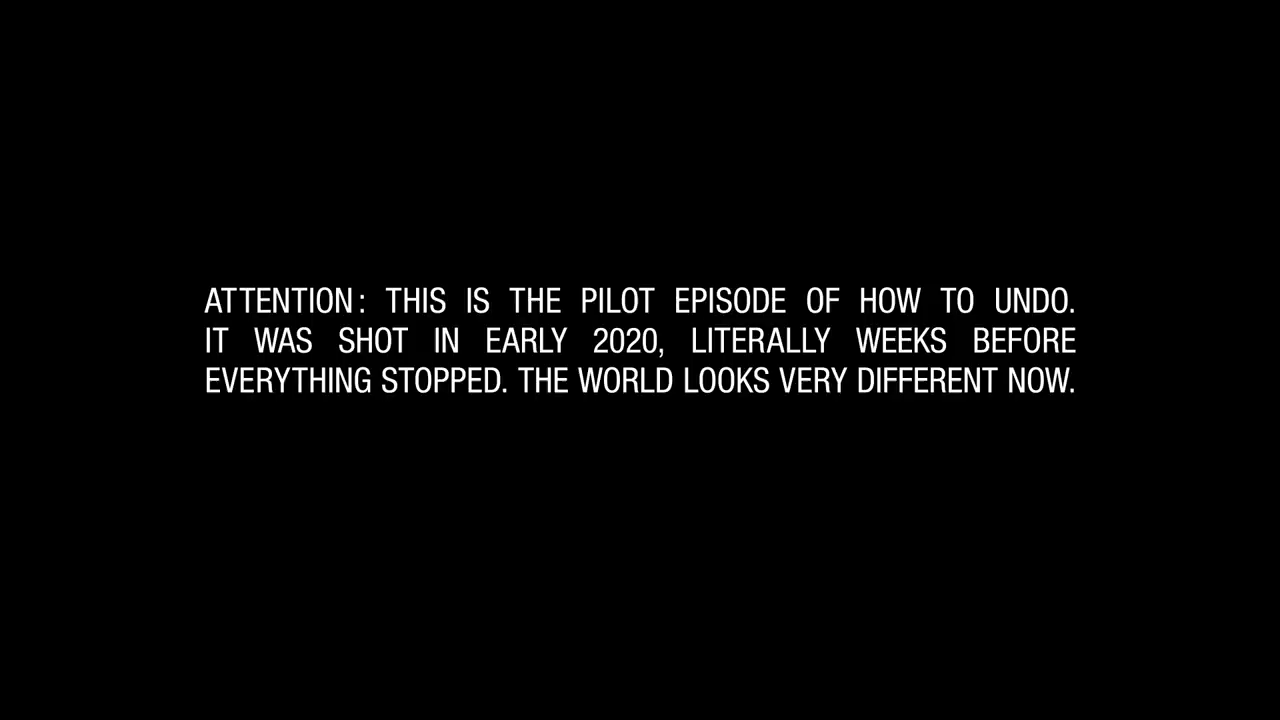 ATTENTION: THIS IS THE PILOT EPISODE OF HOW TO UNDO.
IT WAS SHOT IN EARLY 2020, LITERALLY WEEKS BEFORE
EVERYTHING STOPPED. THE WORLD LOOKS VERY DIFFERENT NOW.